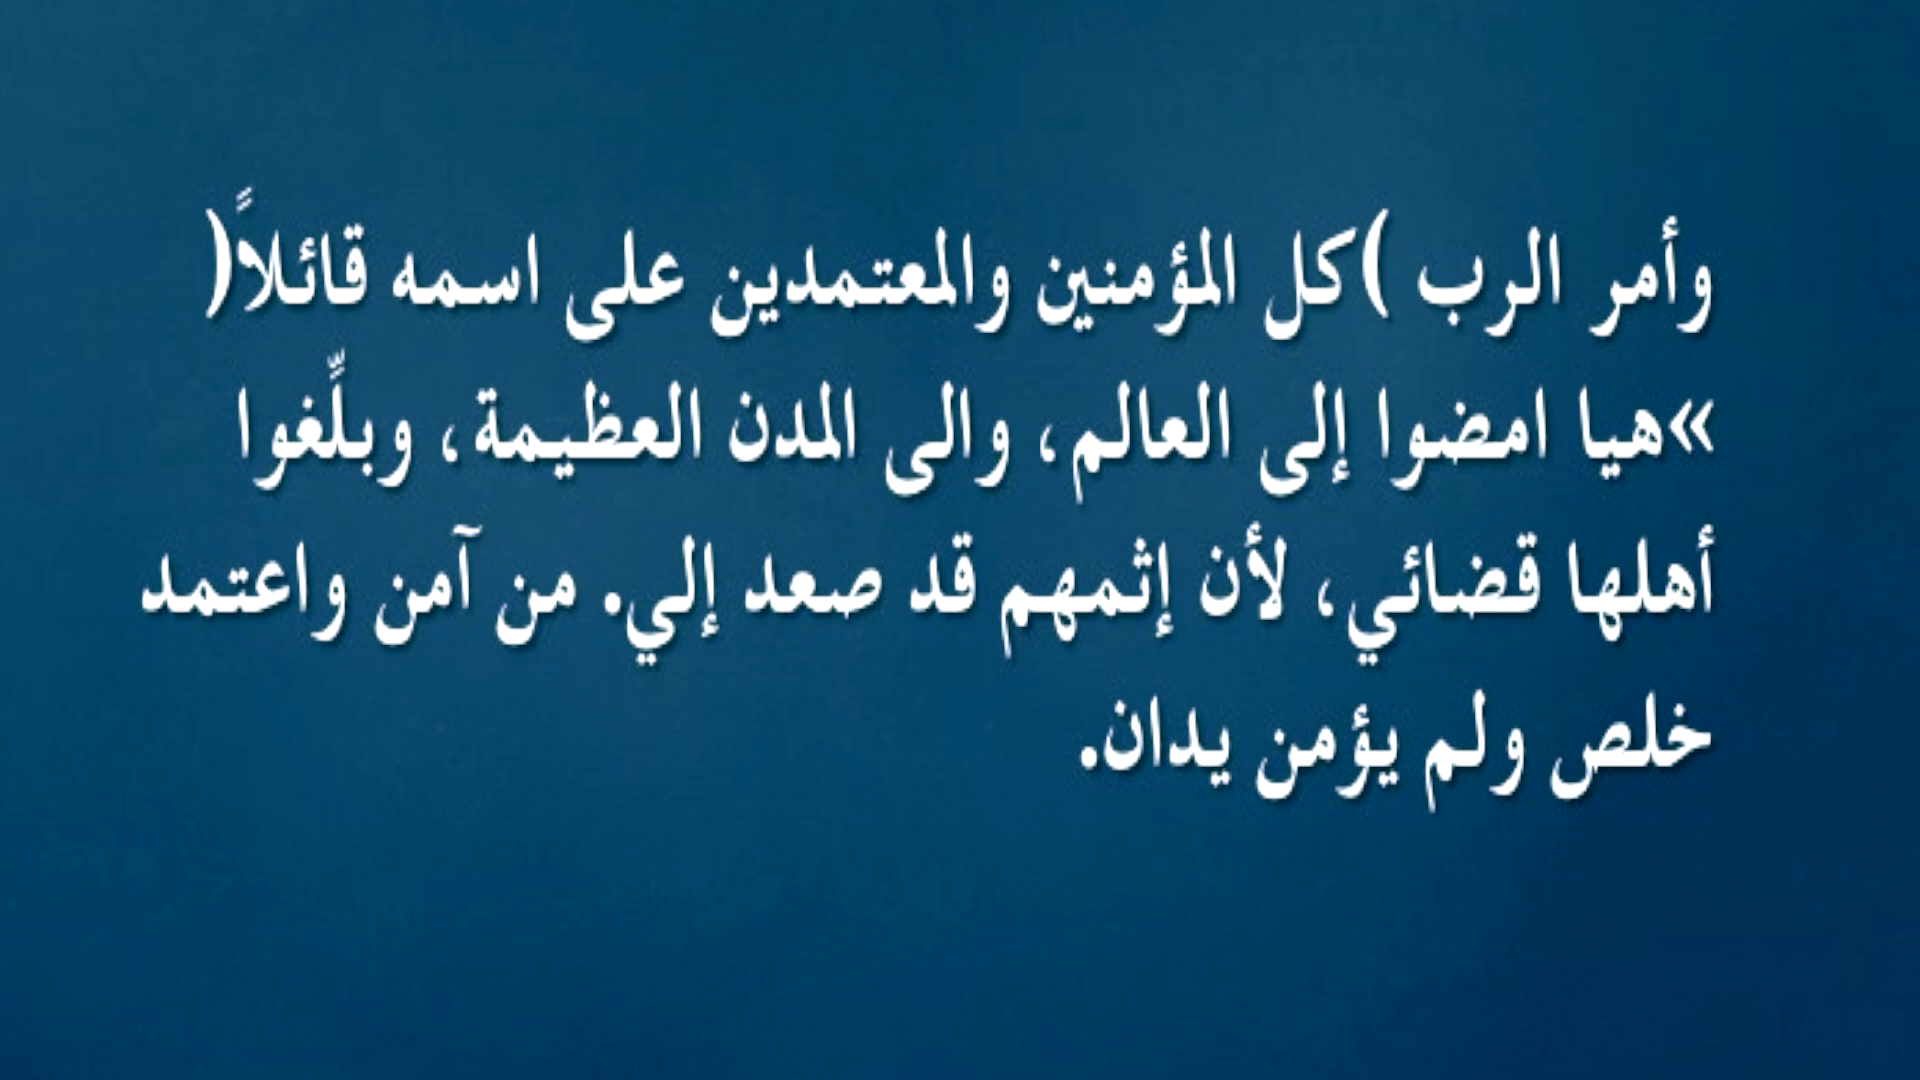 وأمر الرب )كل المؤمنين والمعتمدين على اسمه قائلاً(
»هيا امضوا إلى العالم، والى المدن العظيمة، وبلِّغوا
أهلها قضائي، لأن إثمهم قد صعد إلي. من آمن واعتمد
خلص ولم يؤمن يدان.